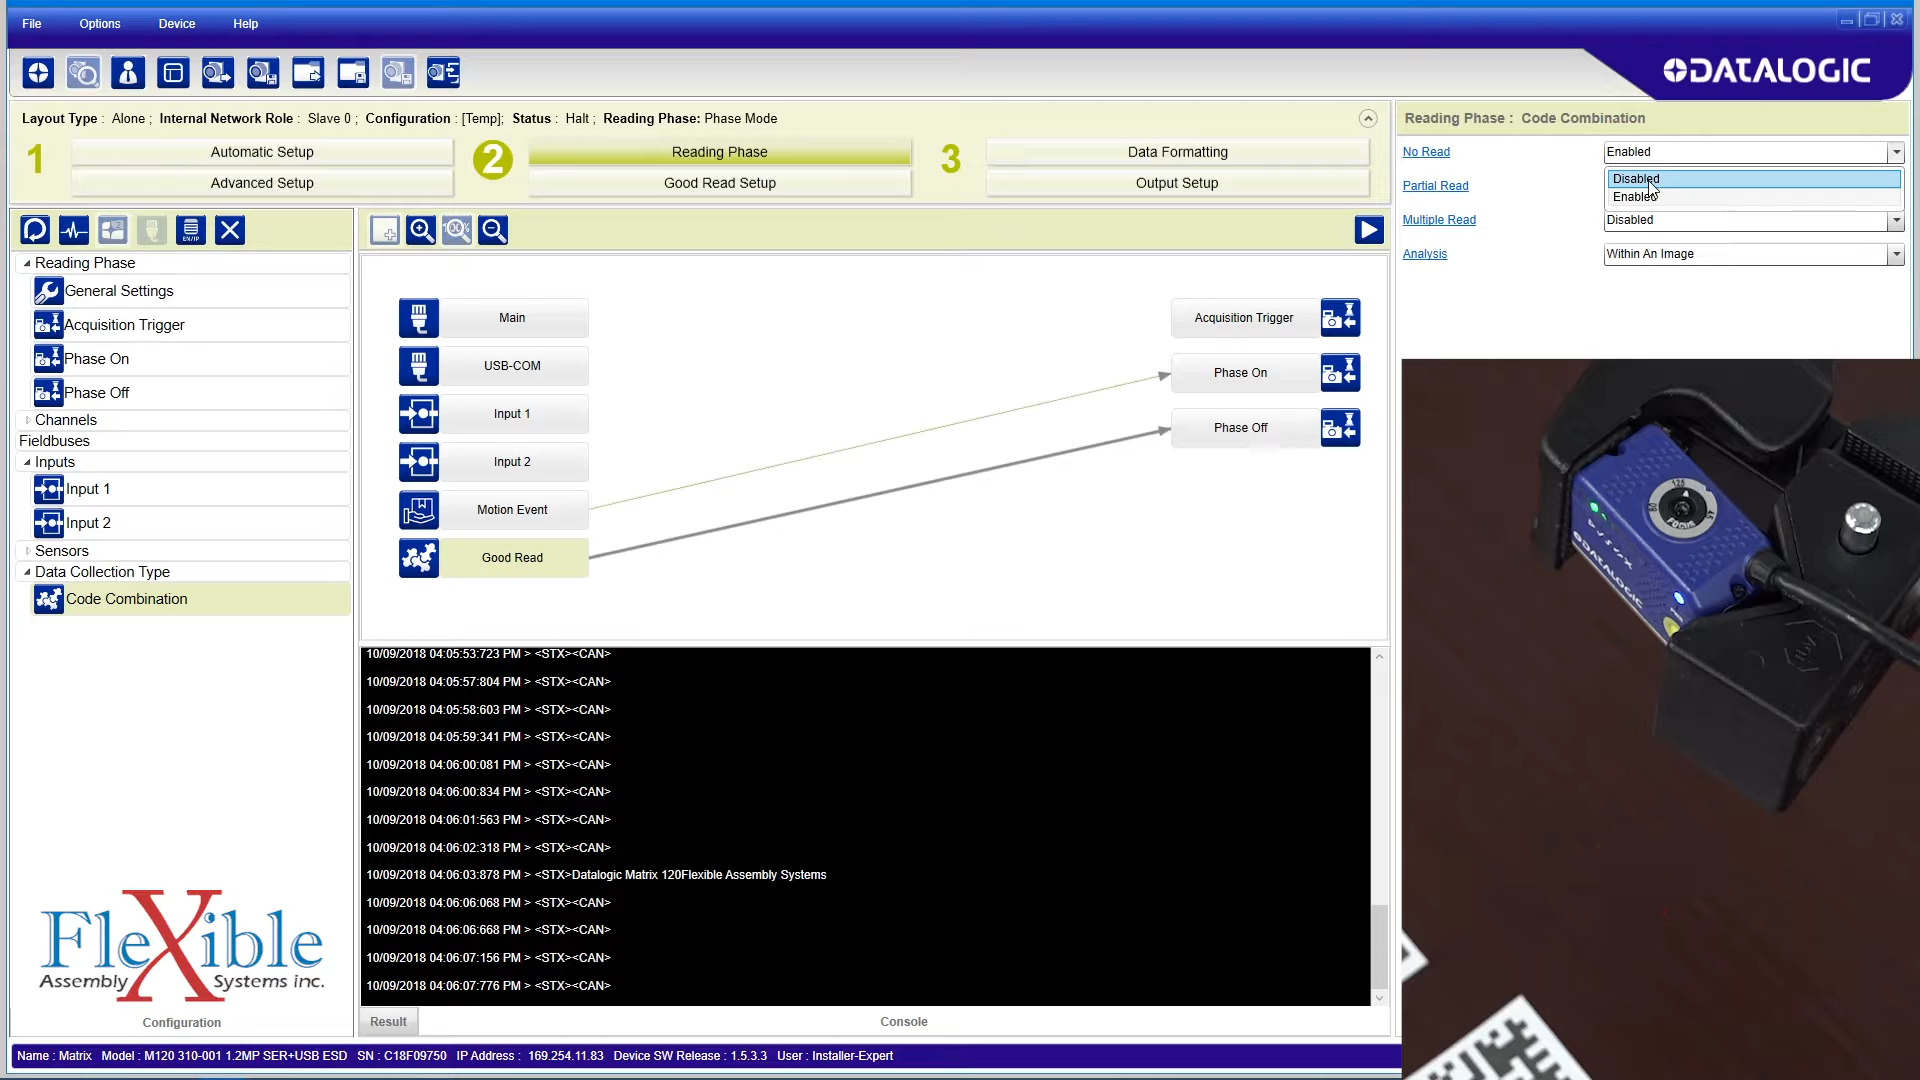 File Options Device Help
DATALOGIC
Layout Type : Alone ; Internal Network Role : Slave 0 ; Configuration : [Temp]; Status : Halt ; Reading Phase: Phase Mode
1 Automatic Setup
Advanced Setup
2 Reading Phase
Good Read Setup
3 Data Formatting
Output Setup
EN/IP
Reading Phase
General Settings
Acquisition Trigger
Phase On
Phase Off
Channels
Fieldbuses
Inputs
Input 1
Input 2
Sensors
Data Collection Type
Code Combination
FleXible
Assembly Systems inc.
Configuration
100%
Main
USB-COM
Input 1
Input 2
Motion Event
Good Read
Acquisition Trigger
Phase On
Phase Off
10/09/2018 04:05:53:723 PM > <STX><CAN>
10/09/2018 04:05:57:804 PM > <STX><CAN>
10/09/2018 04:05:58:603 PM > <STX><CAN>
10/09/2018 04:05:59:341 PM > <STX><CAN>
10/09/2018 04:06:00:081 PM > <STX><CAN>
10/09/2018 04:06:00:834 PM > <STX><CAN>
10/09/2018 04:06:01:563 PM > <STX><CAN>
10/09/2018 04:06:02:318 PM > <STX><CAN>
10/09/2018 04:06:03:878 PM > <STX>Datalogic Matrix 120Flexible Assembly Systems
10/09/2018 04:06:06:068 PM > <STX><CAN>
10/09/2018 04:06:06:668 PM > <STX><CAN>
10/09/2018 04:06:07:156 PM > <STX><CAN>
10/09/2018 04:06:07:776 PM > <STX><CAN>
Result Console
Reading Phase : Code Combination
No Read Enabled
Disabled
Enabled
Partial Read
Multiple Read Disabled
Analysis Within An Image
125
FOCUS
DATALOGIC
Name : Matrix Model : M120 310-001 1.2MP SER+USB ESD SN : C18F09750 IP Address : 169.254.11.83 Device SW Release : 1.5.3.3 User : Installer-Expert